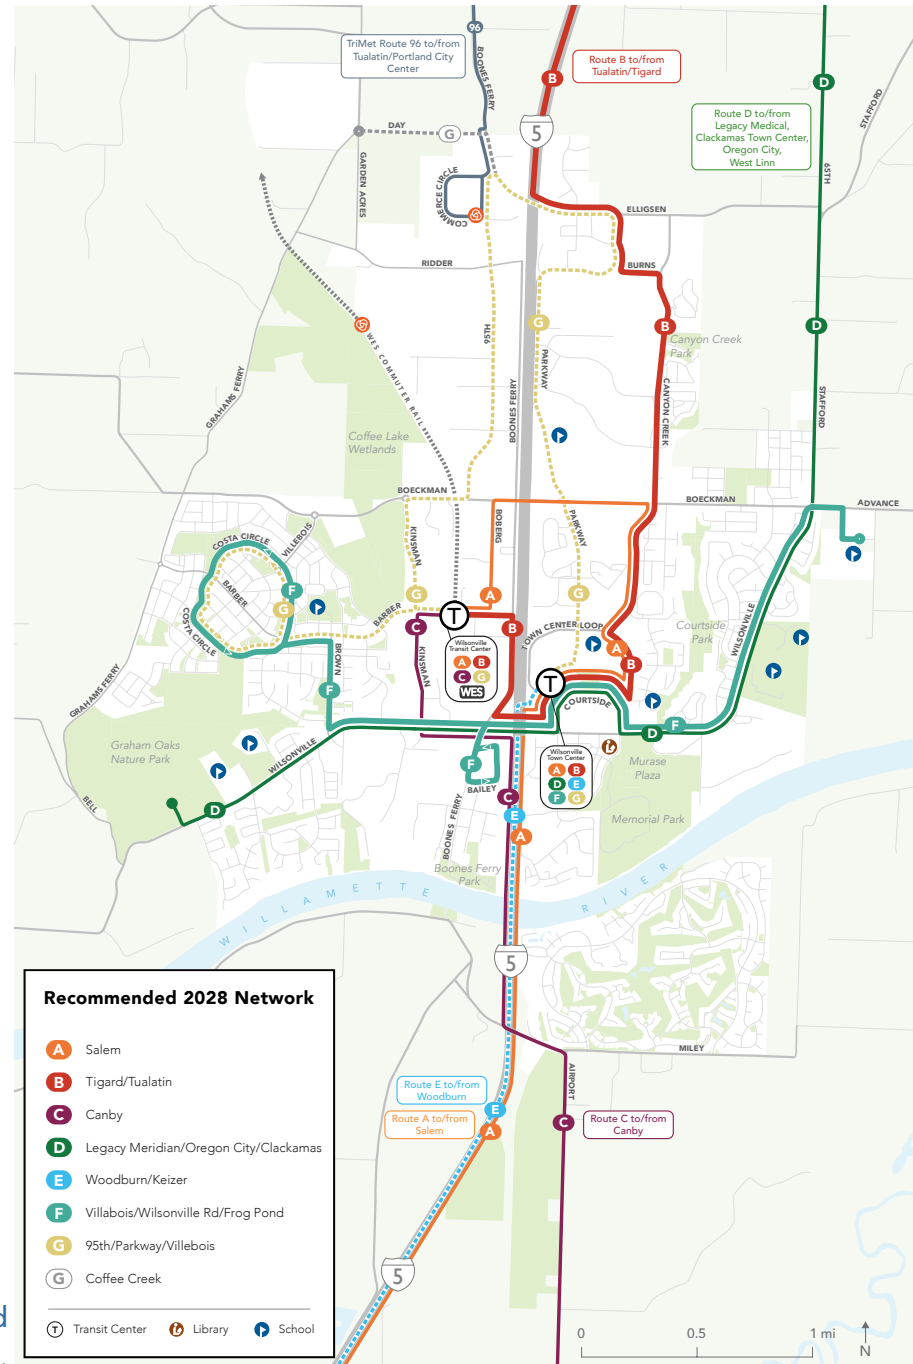 96
TriMet Route 96 to/from
Tualatin/Portland City
Center
BOONES FERRY
Route B to/from
Tualatin/Tigard
B
D
Route D to/from
Legacy Medical,
Clackamas Town Center,
Oregon City,
West Linn
STAFFORD
5
DAY
G
GARDEN ACRES
COMMERCE CIRCLE
65TH
ELLIGSEN
RIDDER
BURNS
95TH
G
PARKWAY
B
D
Canyon Creek
Park
WES COMMUTER RAIL
GRAHAMS FERRY
BOONES FERRY
CANYON CREEK
STAFFORD
Coffee Lake
Wetlands
BOECKMAN
BOECKMAN
ADVANCE
BOBERG
PARKWAY
KINSMAN
VILLEBOIS
COSTA CIRCLE
BARBER
F
G
COSTA CIRCLE
BARBER
G
A
G
T
C
B
TOWN CENTER LOOP
Courtside
Park
WILSONVILLE
A
B
Wilsonville
Transit Center
A B
C G
WES
KINSMAN
BROWN
F
T
COURTSIDE
GRAHAMS FERRY
Graham Oaks
Nature Park
WILSONVILLE
F
D
F
BAILEY
Wilsonville
Town Center
A B
D E
F G
Murase
Plaza
BELL
D
C
E
A
Memorial Park
BOONES FERRY
Boones Ferry
Park
WILLAMETTE
RIVER
5
MILEY
AIRPORT
Route E to/from
Woodburn
E
Route A to/from
Salem
A
C
Route C to/from
Canby
5
Recommended 2028 Network
A Salem
B Tigard/Tualatin
C Canby
D Legacy Meridian/Oregon City/Clackamas
E Woodburn/Keizer
F Villabois/Wilsonville Rd/Frog Pond
G 95th/Parkway/Villebois
G Coffee Creek
T Transit Center Library School
0 0.5 1 mi
N